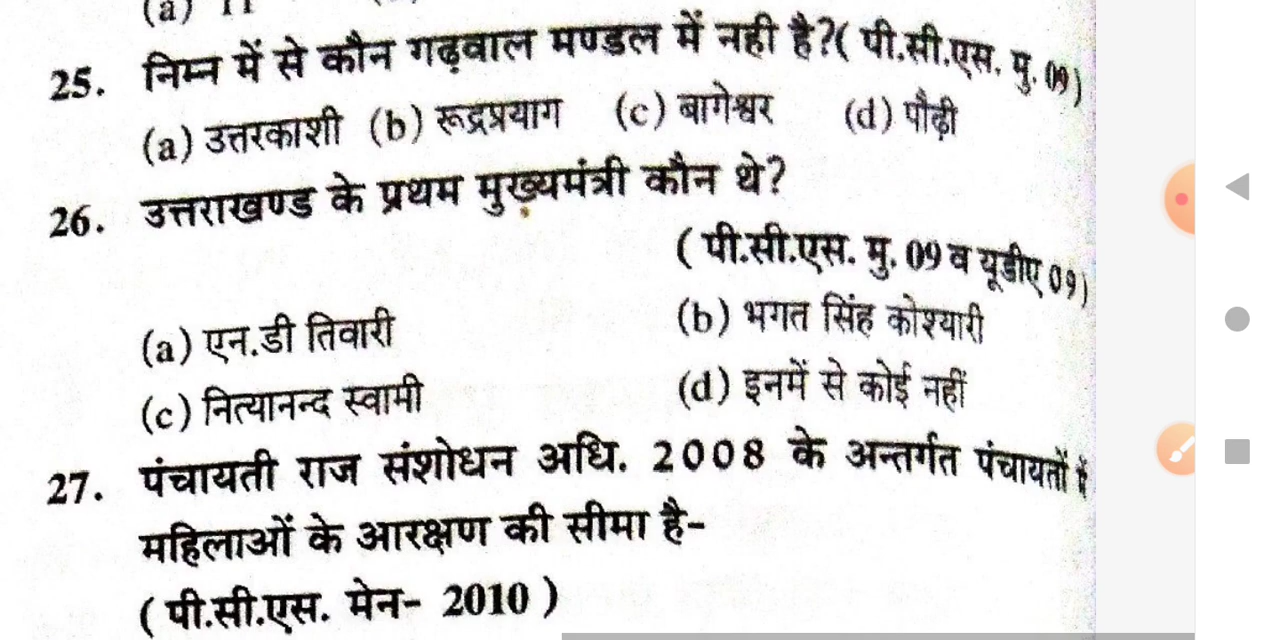 (a) 11
25. निम्न में से कौन गढ़वाल मण्डल में नही है?( पी.सी.एस. मु. 09)
(a) उत्तरकाशी (b) रूद्रप्रयाग (c) बागेश्वर (d) पौढ़ी
26. उत्तराखण्ड के प्रथम मुख्यमंत्री कौन थे?
( पी.सी.एस. मु. 09 व यूडीए 09)
(a) एन.डी तिवारी (b) भगत सिंह कोश्यारी
(c) नित्यानन्द स्वामी (d) इनमें से कोई नहीं
27. पंचायती राज संशोधन अधि. 2008 के अन्तर्गत पंचायतों में
महिलाओं के आरक्षण की सीमा है-
( पी.सी.एस. मेन- 2010 )